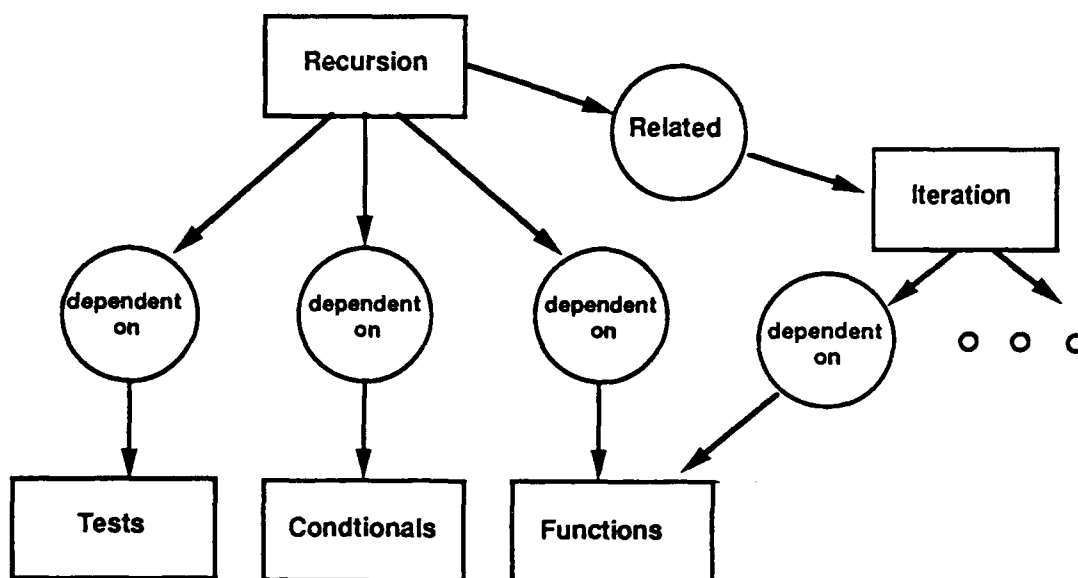 Recursion
Related
Iteration
dependent
on
dependent
on
dependent
on
dependent
on
Tests
Condtionals
Functions